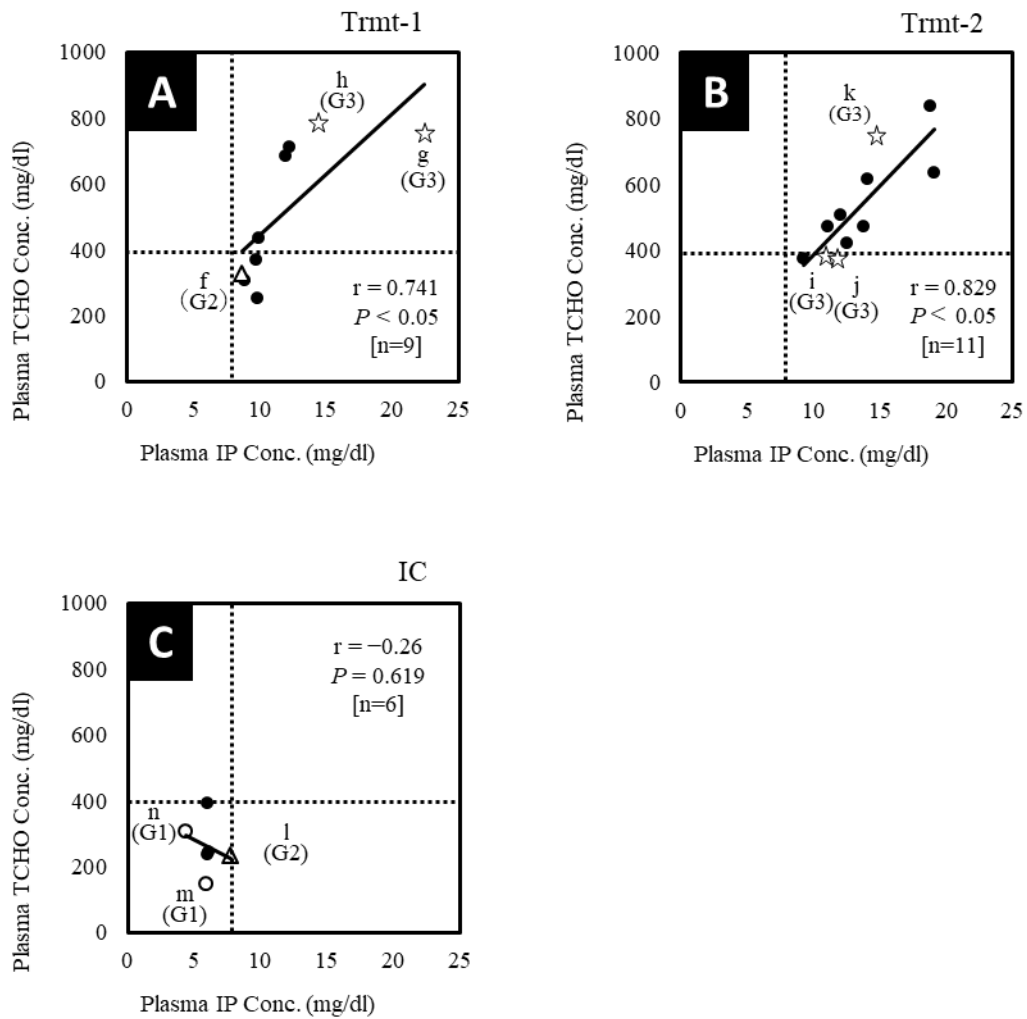 Trmt-1
A
1000
800
600
400
200
0
0 5 10 15 20 25
Plasma TCHO Conc. (mg/dl)
Plasma IP Conc. (mg/dl)
h
(G3)
g
(G3)
f
(G2)
r = 0.741
P < 0.05
[n=9]
Trmt-2
B
1000
800
600
400
200
0
0 5 10 15 20 25
Plasma TCHO Conc. (mg/dl)
Plasma IP Conc. (mg/dl)
k
(G3)
i
(G3)
j
(G3)
r = 0.829
P < 0.05
[n=11]
IC
C
1000
800
600
400
200
0
0 5 10 15 20 25
Plasma TCHO Conc. (mg/dl)
Plasma IP Conc. (mg/dl)
r = −0.26
P = 0.619
[n=6]
n
(G1)
l
(G2)
m
(G1)